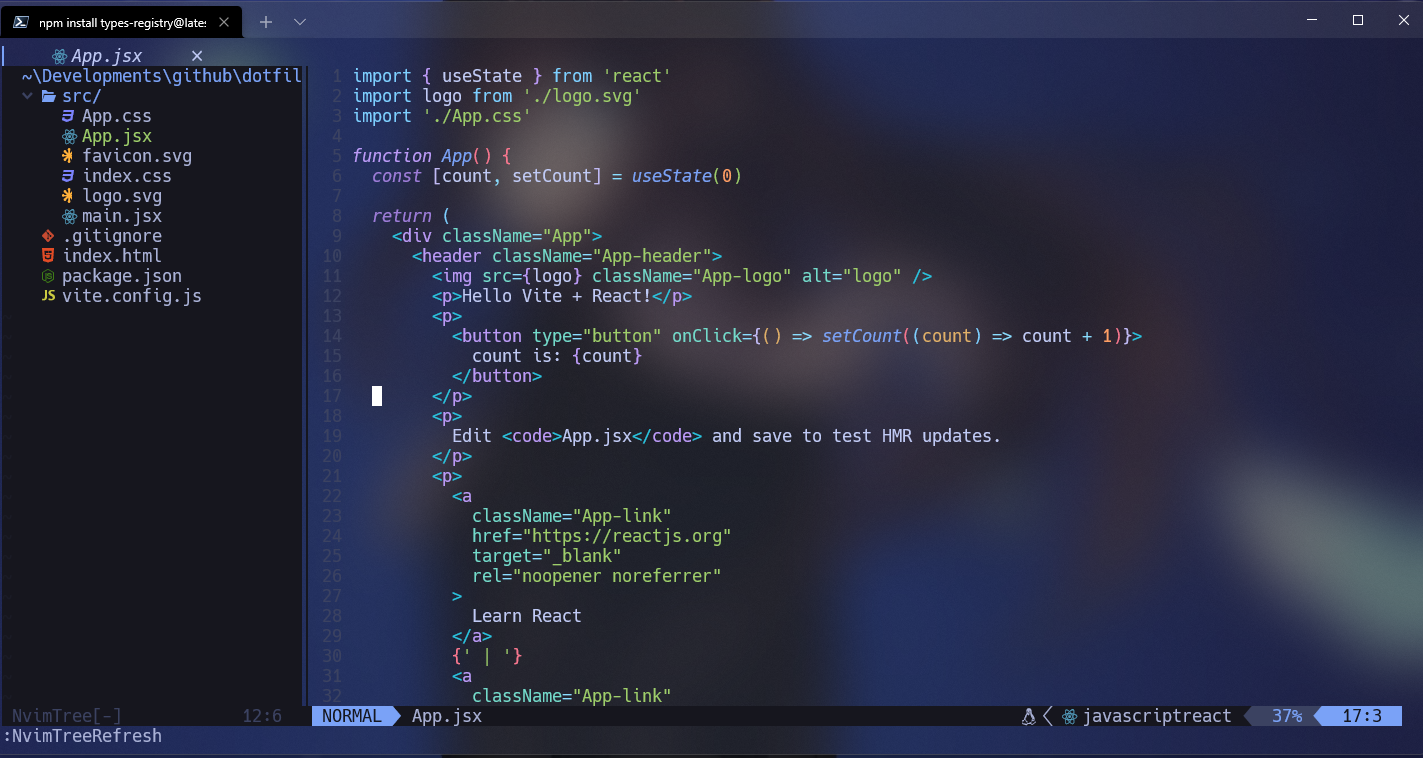 npm install types-registry@late:
App.jsx
~\Developments\github\dotfil
src/
App.css
App.jsx
favicon.svg
index.css
logo.svg
main.jsx
.gitignore
index.html
package.json
JS vite.config.js
1 import { useState } from 'react'
2 import logo from './logo.svg'
3 import './App.css'
4
5 function App() {
6   const [count, setCount] = useState(0)
7
8   return (
9     <div className="App">
10       <header className="App-header">
11         <img src={logo} className="App-logo" alt="logo" />
12         <p>Hello Vite + React!</p>
13         <p>
14           <button type="button" onClick={() => setCount((count) => count + 1)}>
15             count is: {count}
16           </button>
17         </p>
18         <p>
19           Edit <code>App.jsx</code> and save to test HMR updates.
20         </p>
21         <p>
22           <a
23             className="App-link"
24             href="https://reactjs.org"
25             target="_blank"
26             rel="noopener noreferrer"
27           >
28             Learn React
29           </a>
30           {' | '}
31           <a
32             className="App-link"
NvimTree[-] 12:6
NORMAL App.jsx javascriptreact 37% 17:3
:NvimTreeRefresh